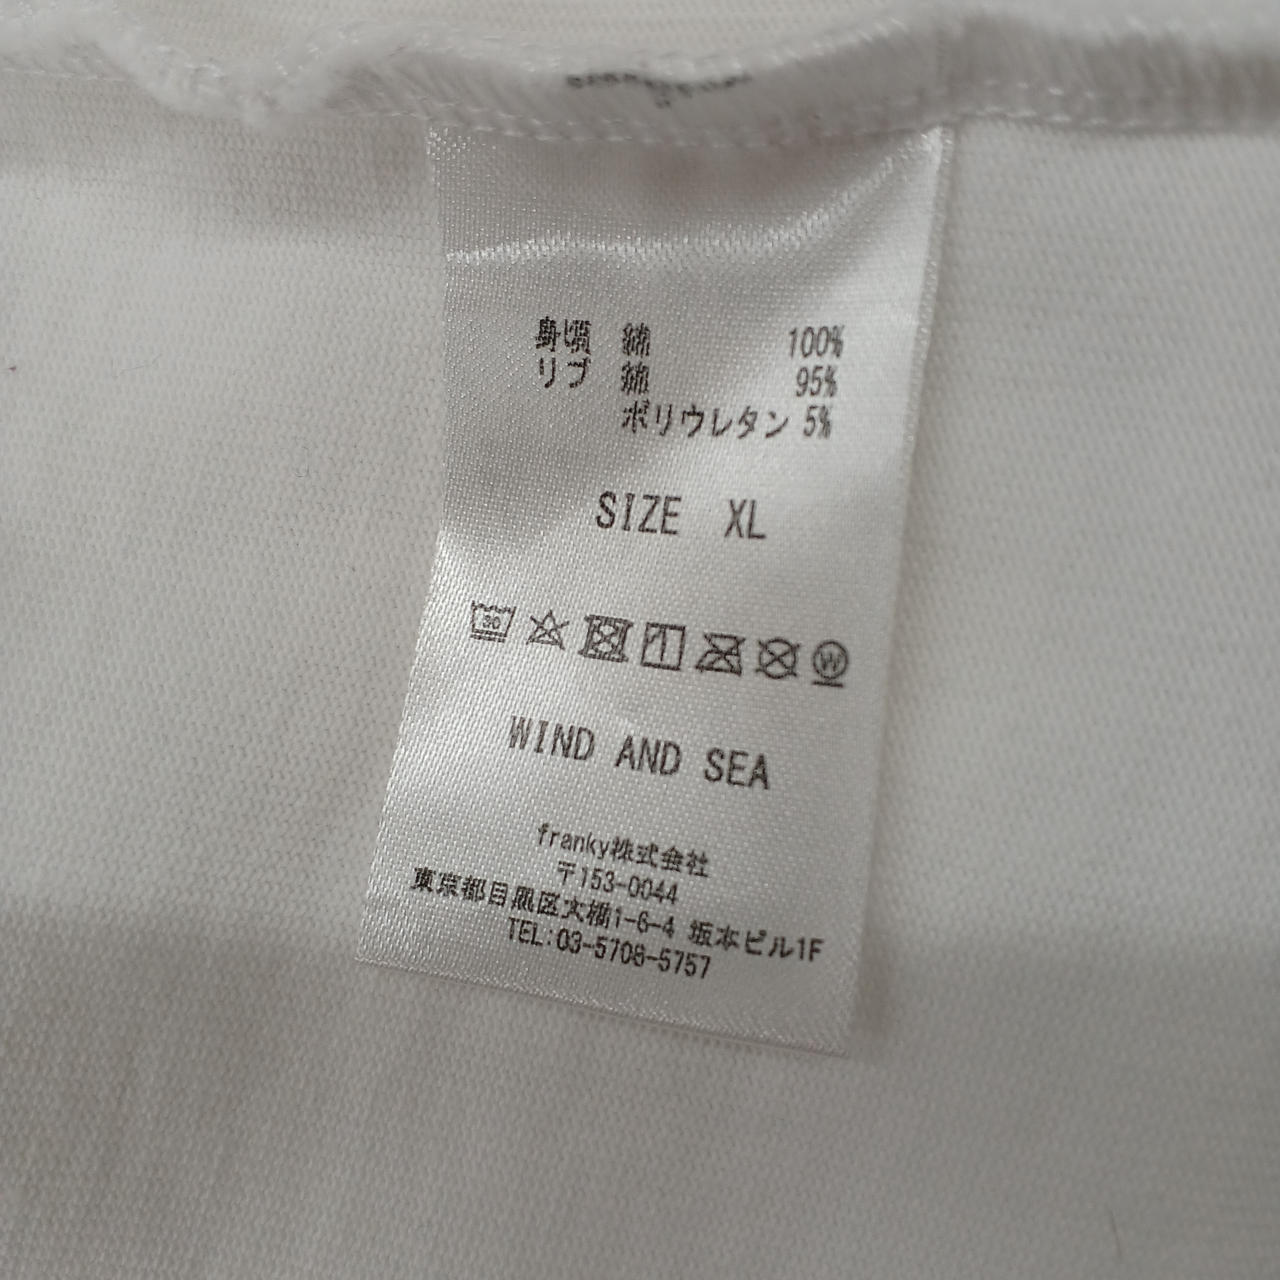 身頃 綿 100%
リブ 綿 95%
ポリウレタン 5%
SIZE XL
30
W
WIND AND SEA
franky株式会社
〒153-0044
東京都目黒区大橋1-6-4 坂本ビル1F
TEL:03-5708-5757